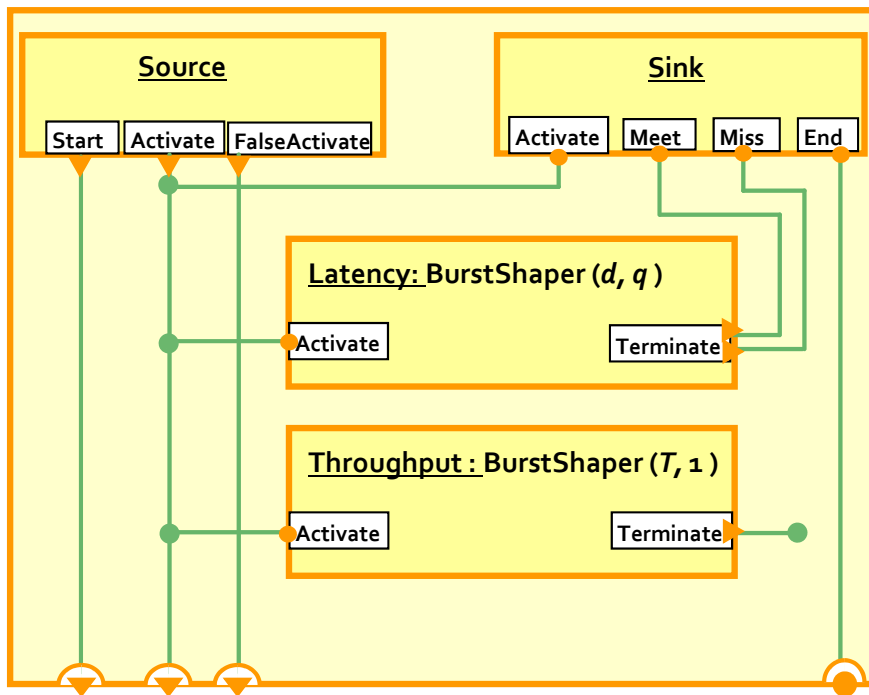 Source
Start
Activate
FalseActivate
Sink
Activate
Meet
Miss
End
Latency: BurstShaper (d, q )
Activate
Terminate
Throughput : BurstShaper (T, 1 )
Activate
Terminate